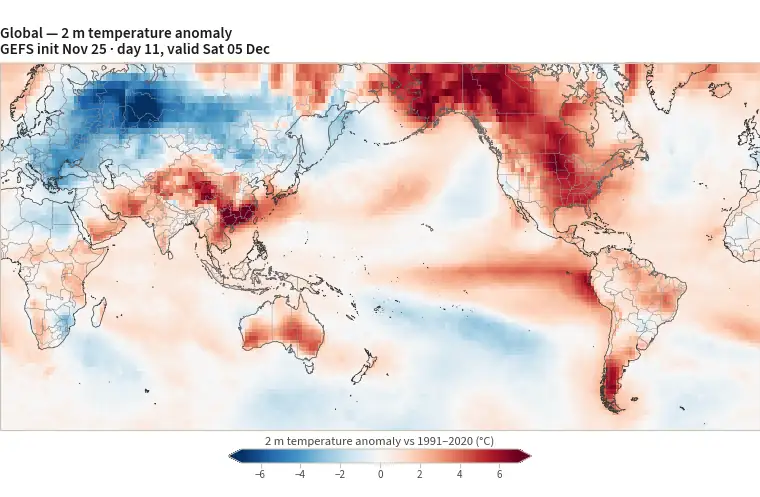 Global — 2 m temperature anomaly
GEFS init Nov 25 · day 11, valid Sat 05 Dec
2 m temperature anomaly vs 1991–2020 (°C)
−6 −4 −2 0 2 4 6